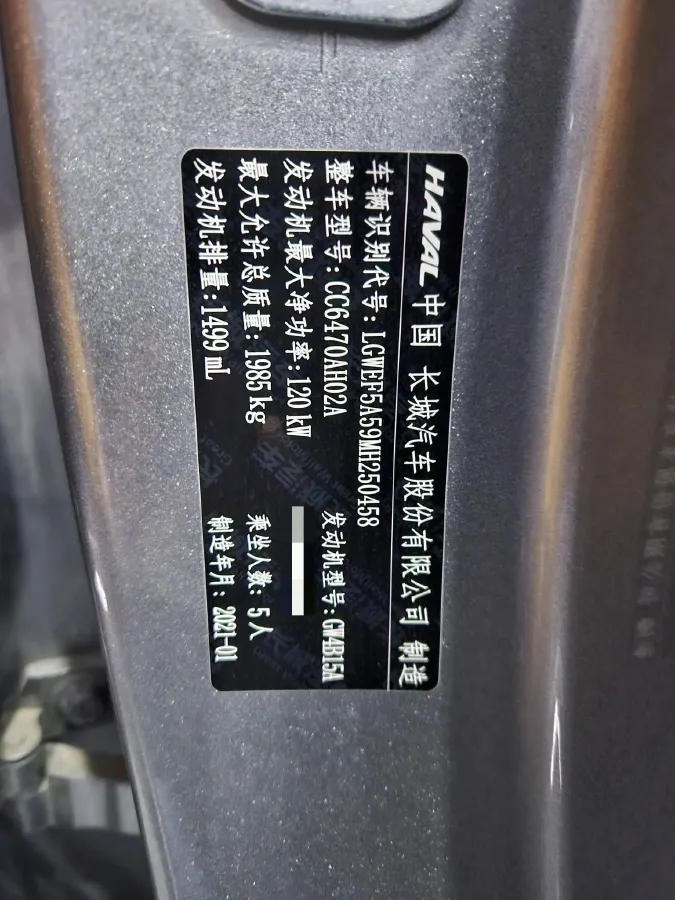 HAVAL 中国 长城汽车股份有限公司 制造
车辆识别代号:LGWEF5A59MH250458
整车型号:CC6470AH02A 发动机型号:GW4B15A
发动机最大净功率:120 kW
最大允许总质量:1985 kg 乘坐人数:5人
发动机排量:1499 mL 制造年月:2021-01